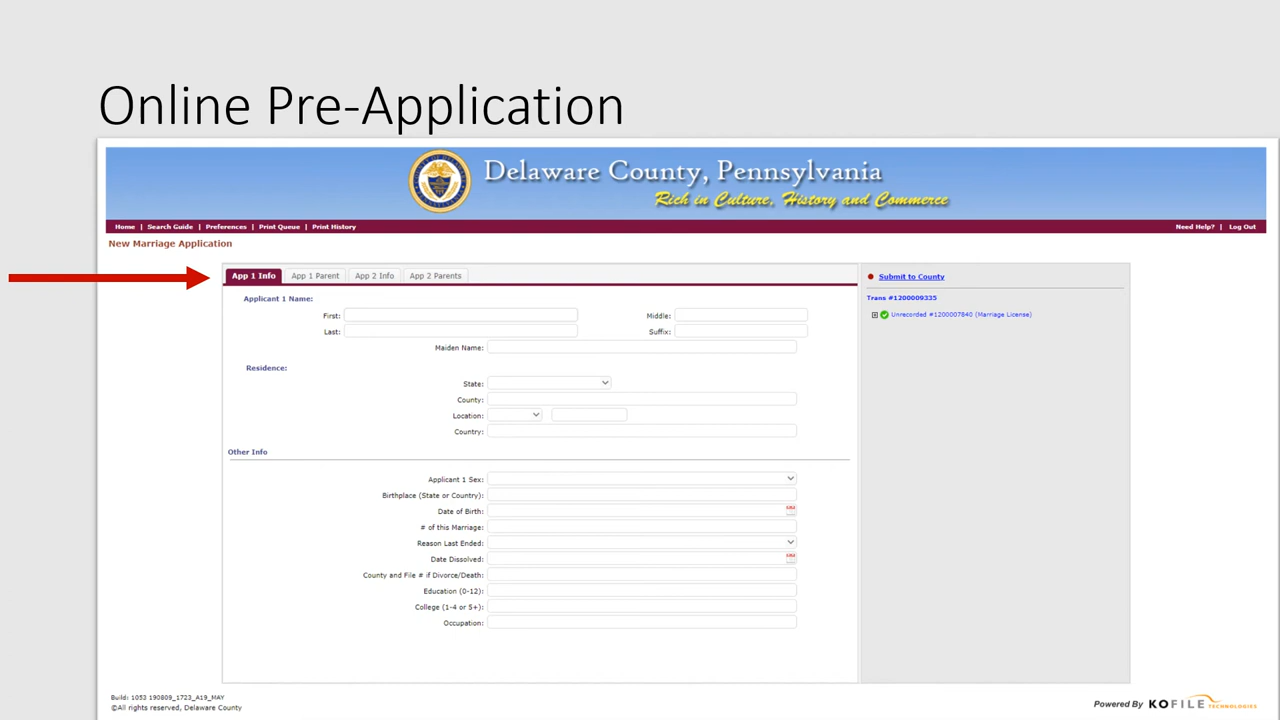 Online Pre-Application
Delaware County, Pennsylvania
Rich in Culture, History and Commerce
Home | Search Guide | Preferences | Print Queue | Print History
Need Help? | Log Out
New Marriage Application
App 1 Info App 1 Parent App 2 Info App 2 Parents
Submit to County
Trans #1200009335
Unrecorded #1200007840 (Marriage License)
Applicant 1 Name:
First: Middle:
Last: Suffix:
Maiden Name:
Residence:
State:
County:
Location:
Country:
Other Info
Applicant 1 Sex:
Birthplace (State or Country):
Date of Birth:
# of this Marriage:
Reason Last Ended:
Date Dissolved:
County and File # if Divorce/Death:
Education (0-12):
College (1-4 or 5+):
Occupation:
Build: 1053 190809_1723_A19_MAY
©All rights reserved, Delaware County
Powered By KOFILE TECHNOLOGIES